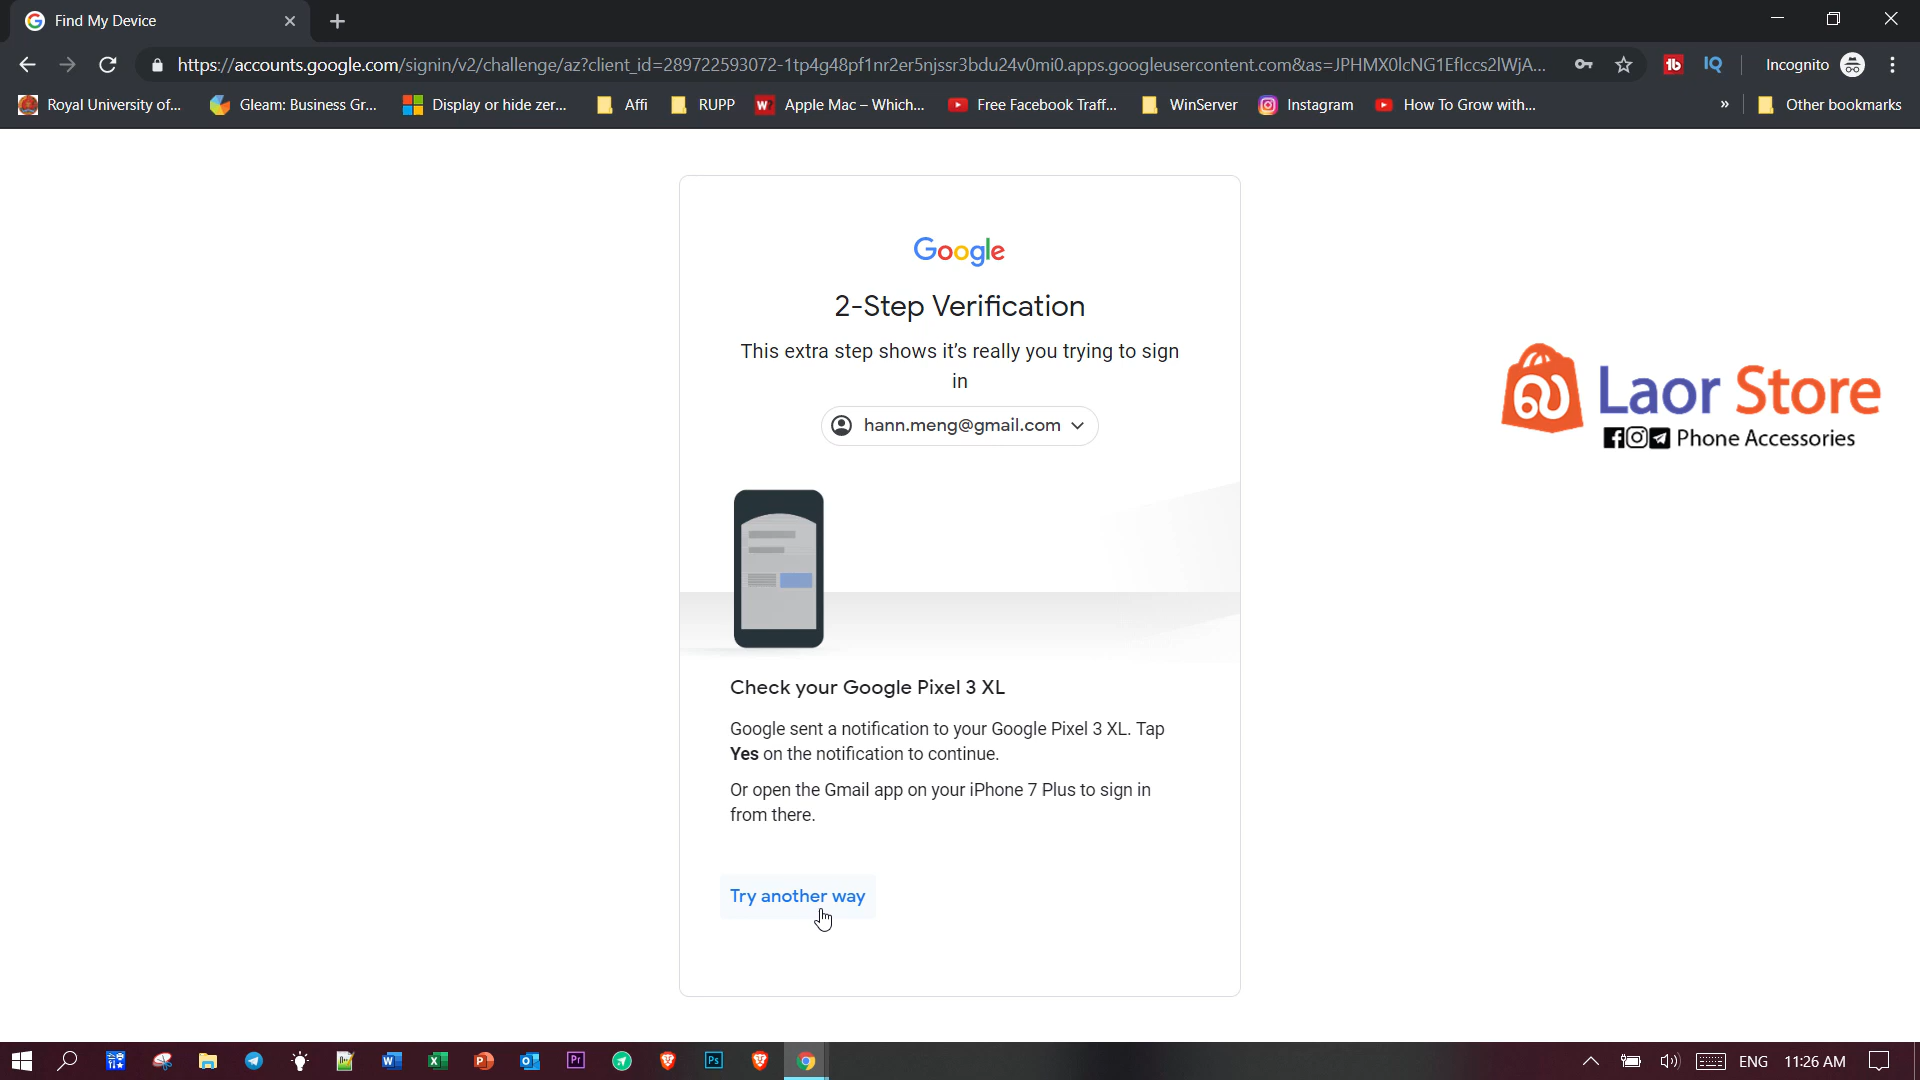 Find My Device
https://accounts.google.com/signin/v2/challenge/az?client_id=289722593072-1tp4g48pf1nr2er5njssr3bdu24v0mi0.apps.googleusercontent.com&as=JPHMX0lcNG1Eflccs2lWjA...
Incognito
Royal University of...
Gleam: Business Gr...
Display or hide zer...
Affi
RUPP
Apple Mac – Which...
Free Facebook Traff...
WinServer
Instagram
How To Grow with...
»
Other bookmarks
Google
2-Step Verification
This extra step shows it's really you trying to sign
in
hann.meng@gmail.com
Laor Store
Phone Accessories
Check your Google Pixel 3 XL
Google sent a notification to your Google Pixel 3 XL. Tap
Yes on the notification to continue.
Or open the Gmail app on your iPhone 7 Plus to sign in
from there.
Try another way
ENG
11:26 AM